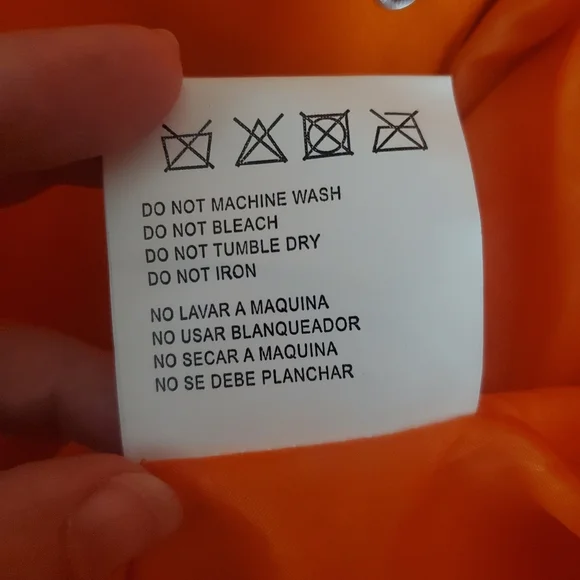 DO NOT MACHINE WASH
DO NOT BLEACH
DO NOT TUMBLE DRY
DO NOT IRON
NO LAVAR A MAQUINA
NO USAR BLANQUEADOR
NO SECAR A MAQUINA
NO SE DEBE PLANCHAR